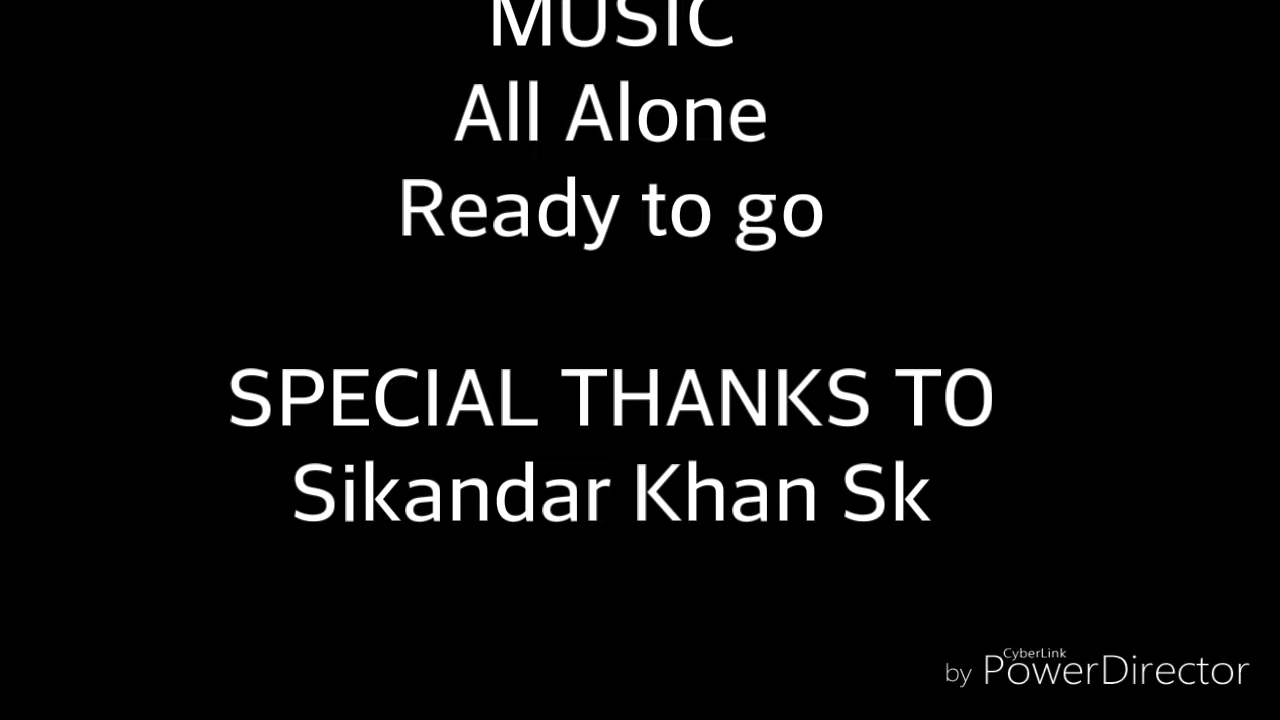 MUSIC
All Alone
Ready to go
SPECIAL THANKS TO
Sikandar Khan Sk
CyberLink
by PowerDirector